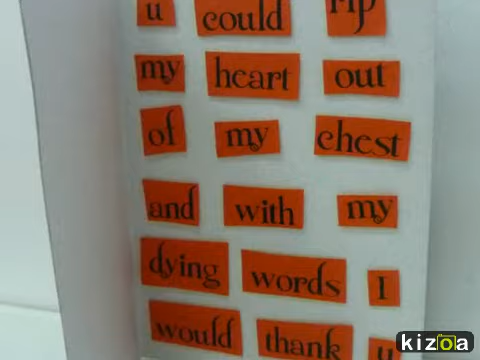 u could rip
my heart out
of my chest
and with my
dying words I
would thank u
kizoa